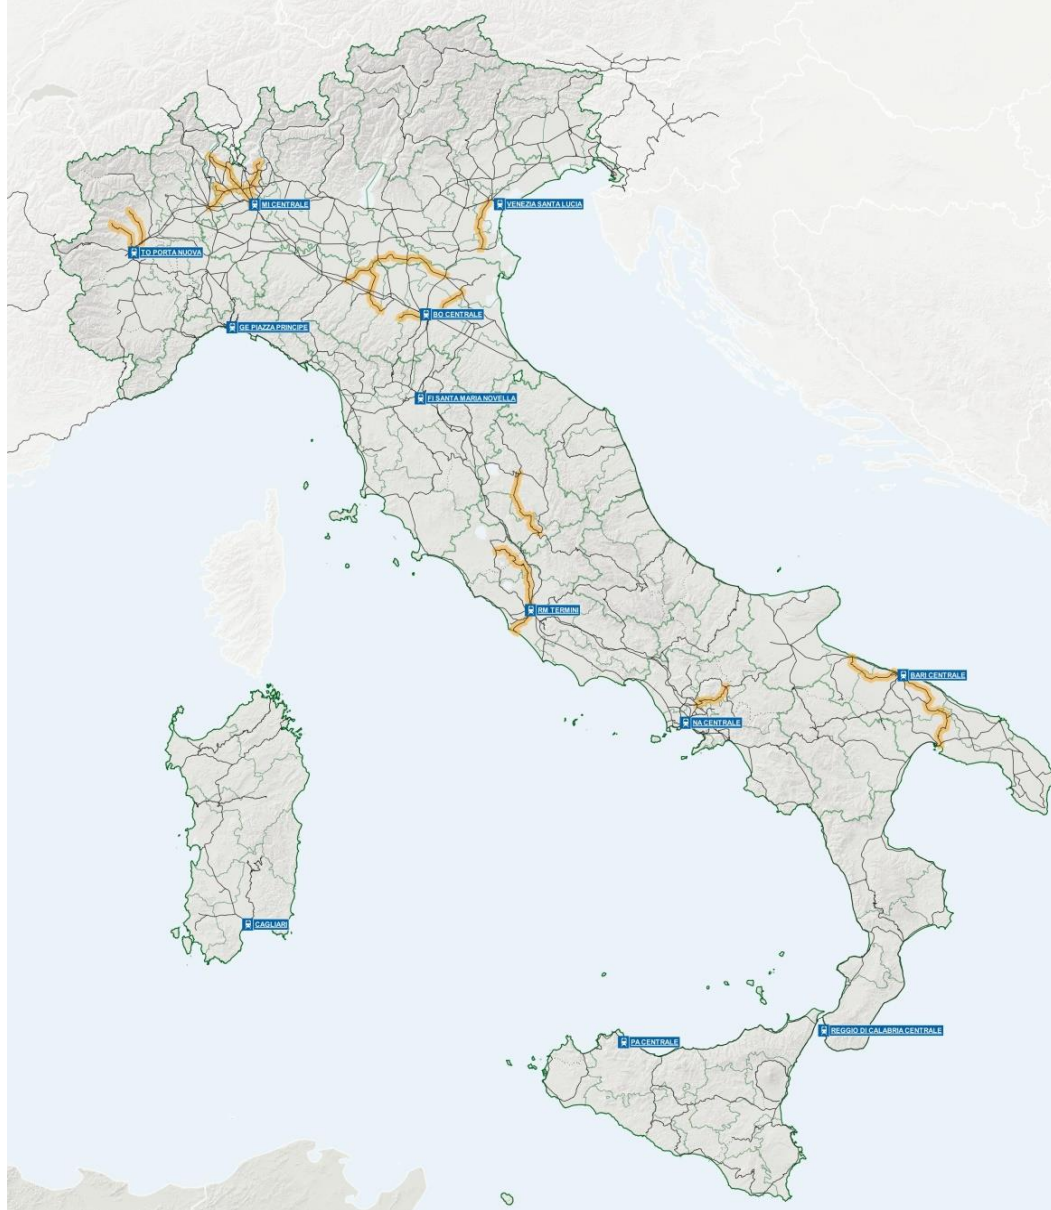 MI CENTRALE
VENEZIA SANTA LUCIA
TO PORTA NUOVA
BO CENTRALE
GE PIAZZA PRINCIPE
FI SANTA MARIA NOVELLA
RM TERMINI
BARI CENTRALE
NA CENTRALE
CAGLIARI
REGGIO DI CALABRIA CENTRALE
PA CENTRALE